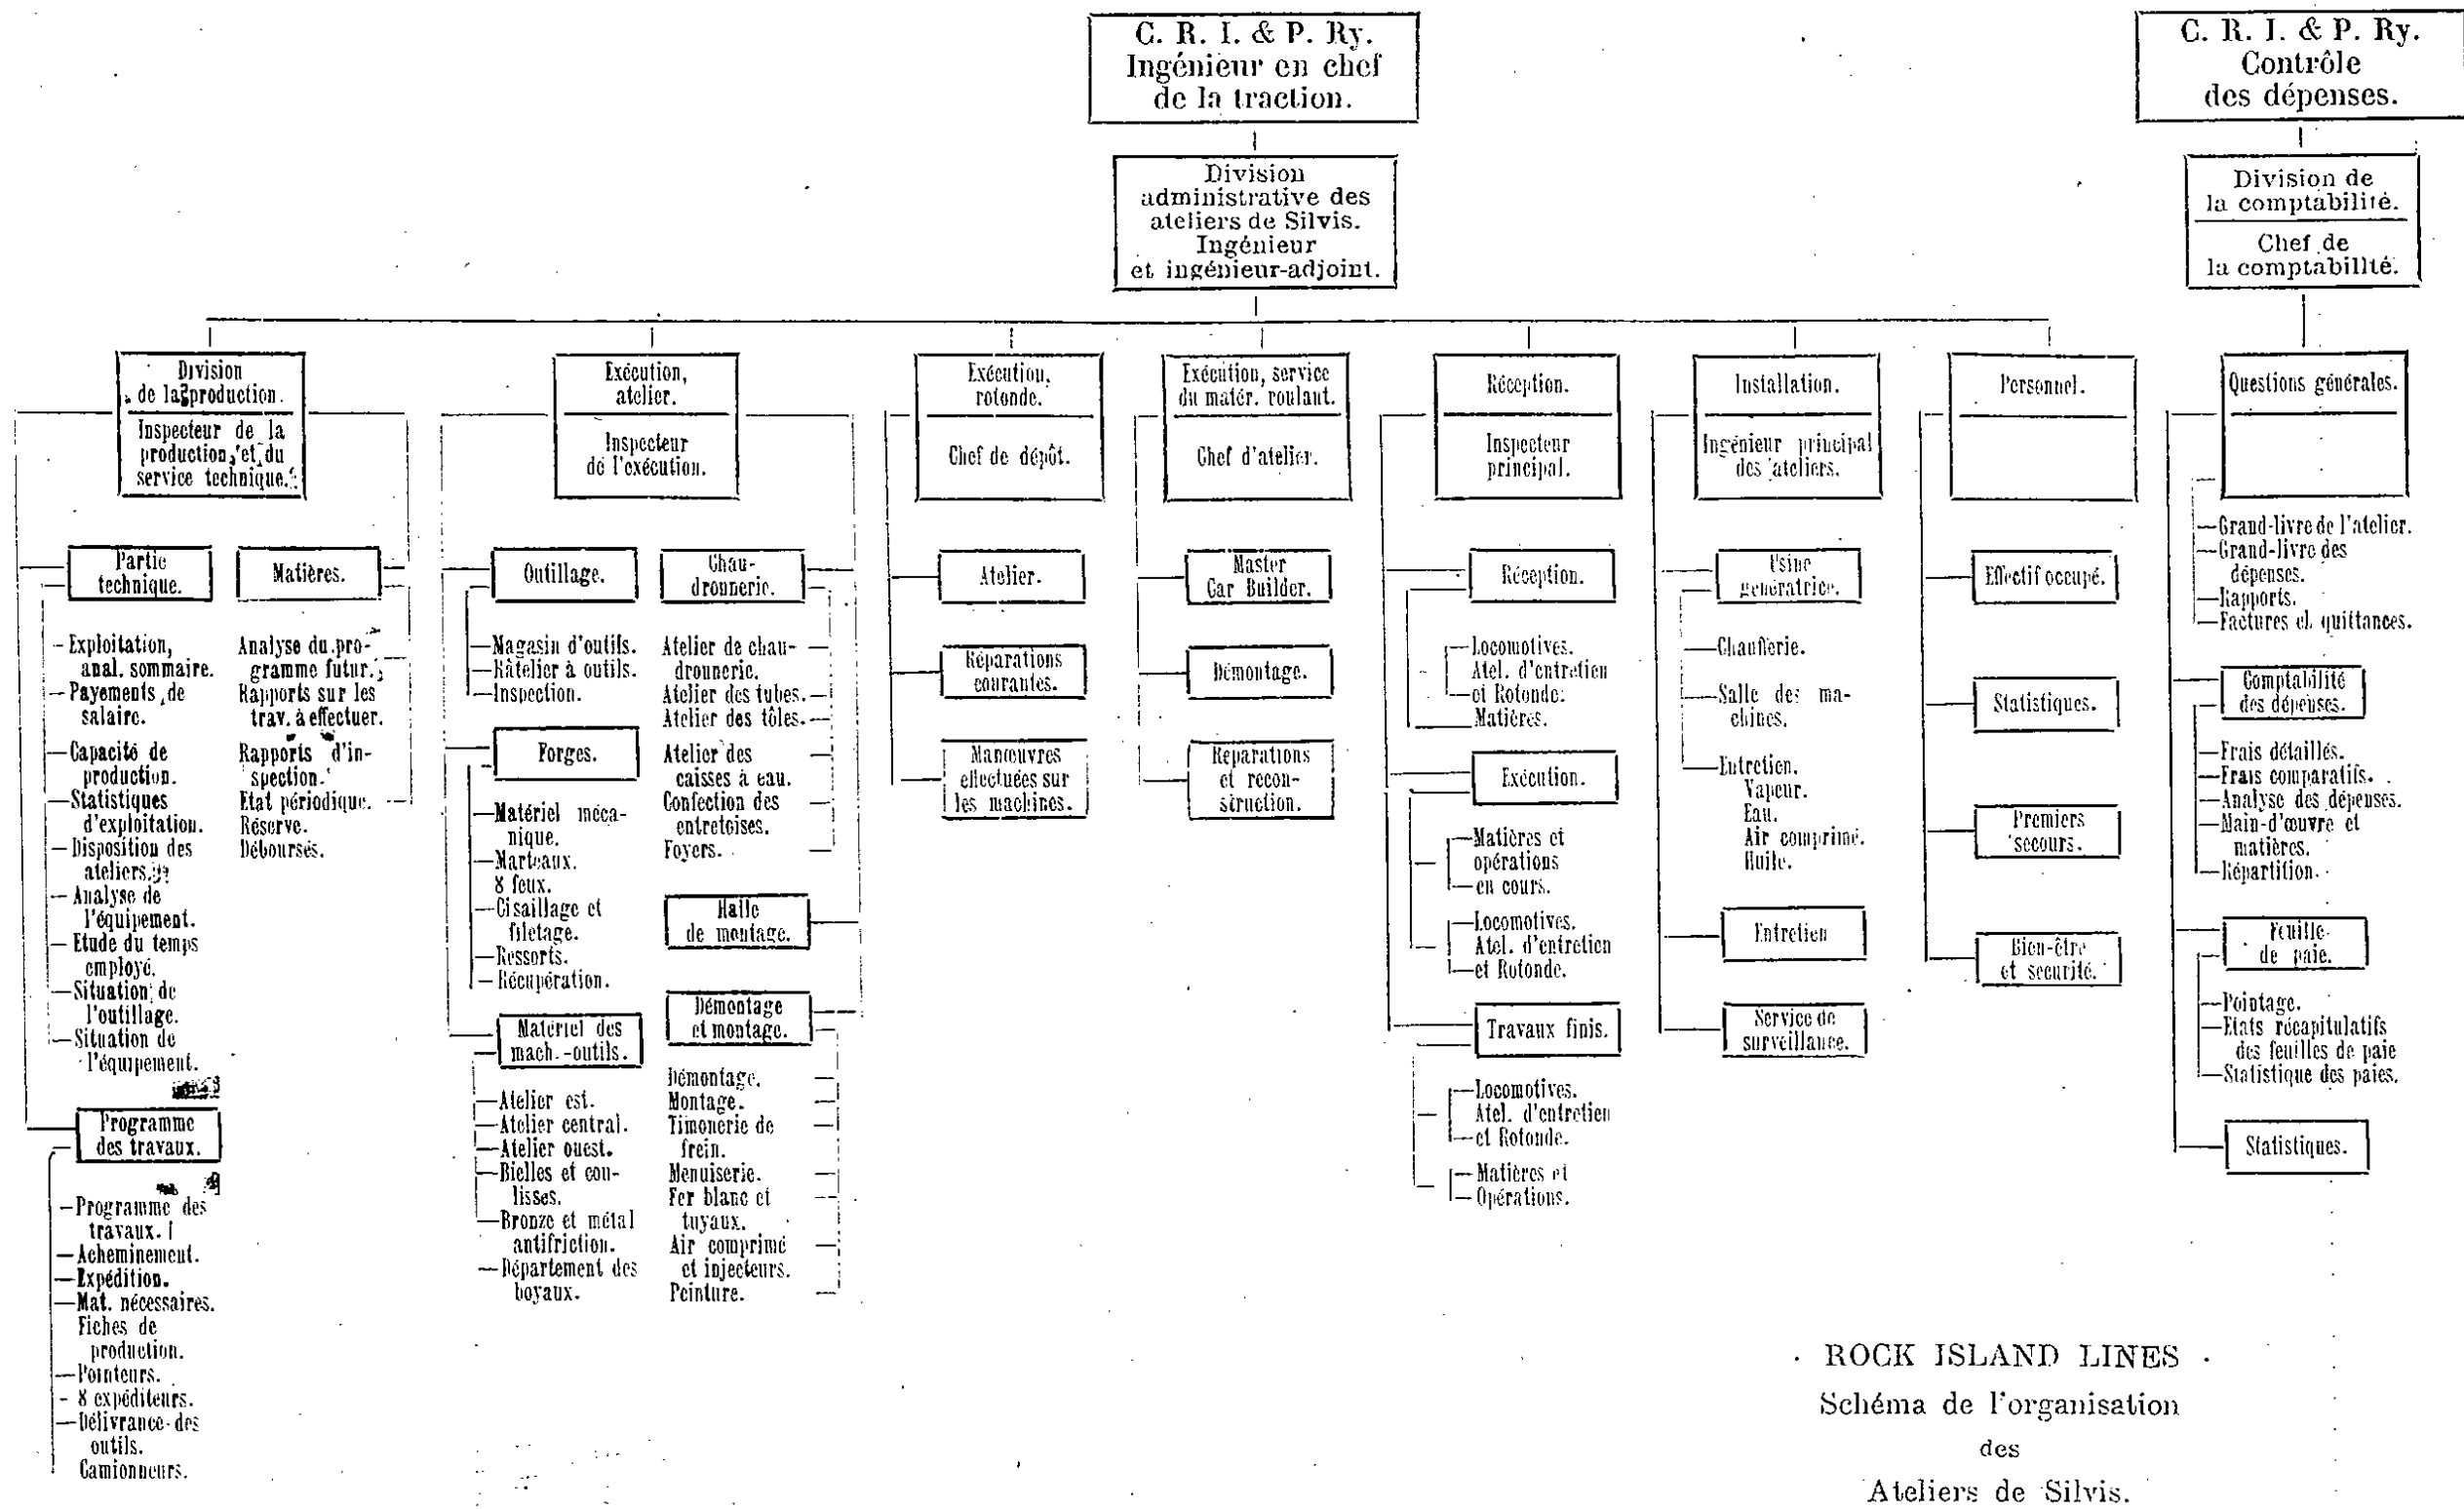 C. R. I. & P. Ry.
Ingénieur en chef
de la traction.
C. R. I. & P. Ry.
Contrôle
des dépenses.
Division
administrative des
ateliers de Silvis.
Ingénieur
et ingénieur-adjoint.
Division de
la comptabilité.
Chef de
la comptabilité.
Division
de la production.
Inspecteur de la
production, et du
service technique.
Partie
technique.
Exploitation,
anal. sommaire.
Payements de
salaire.
Capacité de
production.
Statistiques
d'exploitation.
Disposition des
ateliers.
Analyse de
l'équipement.
Etude du temps
employé.
Situation de
l'outillage.
Situation de
l'équipement.
Programme
des travaux.
Programme des
travaux.
Acheminement.
Expédition.
Mat. nécessaires.
Fiches de
production.
Pointeurs.
8 expéditeurs.
Délivrance des
outils.
Camionneurs.
Matières.
Analyse du pro-
gramme futur.
Rapports sur les
trav. à effectuer.
Rapports d'in-
spection.
Etat périodique.
Réserve.
Déboursés.
Exécution,
atelier.
Inspecteur
de l'exécution.
Outillage.
Magasin d'outils.
Râtelier à outils.
Inspection.
Forges.
Matériel méca-
nique.
Marteaux.
8 feux.
Cisaillage et
filetage.
Ressorts.
Récupération.
Matériel des
mach.-outils.
Atelier est.
Atelier central.
Atelier ouest.
Bielles et cou-
lisses.
Bronze et métal
antifriction.
Département des
boyaux.
Chau-
dronnerie.
Atelier de chau-
dronnerie.
Atelier des tubes.
Atelier des tôles.
Atelier des
caisses à eau.
Confection des
entretoises.
Foyers.
Halle
de montage.
Démontage
et montage.
Démontage.
Montage.
Timonerie de
frein.
Menuiserie.
Fer blanc et
tuyaux.
Air comprimé
et injecteurs.
Peinture.
Exécution,
rotonde.
Chef de dépôt.
Atelier.
Réparations
courantes.
Manœuvres
effectuées sur
les machines.
Exécution, service
du matér. roulant.
Chef d'atelier.
Master
Car Builder.
Démontage.
Réparations
et recon-
struction.
Réception.
Inspecteur
principal.
Réception.
Locomotives.
Atel. d'entretien
et Rotonde.
Matières.
Exécution.
Matières et
opérations
en cours.
Locomotives.
Atel. d'entretien
et Rotonde.
Travaux finis.
Locomotives.
Atel. d'entretien
et Rotonde.
Matières et
Opérations.
Installation.
Ingénieur principal
des ateliers.
Usine
génératrice.
Chaufferie.
Salle des ma-
chines.
Entretien.
Vapeur.
Eau.
Air comprimé.
Huile.
Entretien
Service de
surveillance.
Personnel.
Effectif occupé.
Statistiques.
Premiers
secours.
Bien-être
et sécurité.
Questions générales.
Grand-livre de l'atelier.
Grand-livre des
dépenses.
Rapports.
Factures et quittances.
Comptabilité
des dépenses.
Frais détaillés.
Frais comparatifs.
Analyse des dépenses.
Main-d'œuvre et
matières.
Répartition.
Feuille
de paie.
Pointage.
Etats récapitulatifs
des feuilles de paie
Statistique des paies.
Statistiques.
ROCK ISLAND LINES
Schéma de l'organisation
des
Ateliers de Silvis.